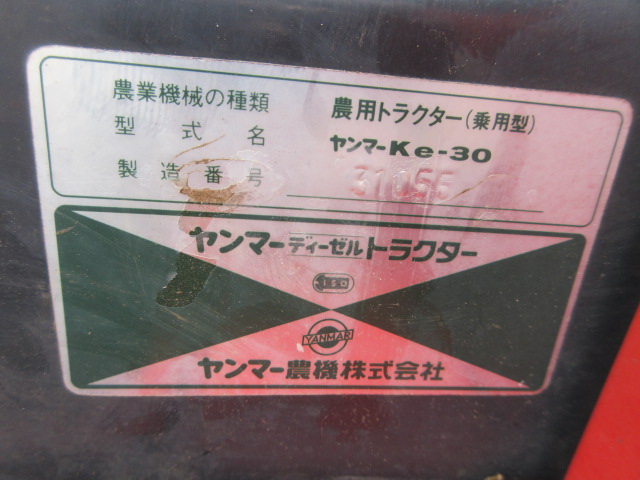 農業機械の種類 農用トラクター(乗用型)
型式名 ヤンマーKe-30
製造番号 31055
ヤンマーディーゼルトラクター
YANMAR
ヤンマー農機株式会社